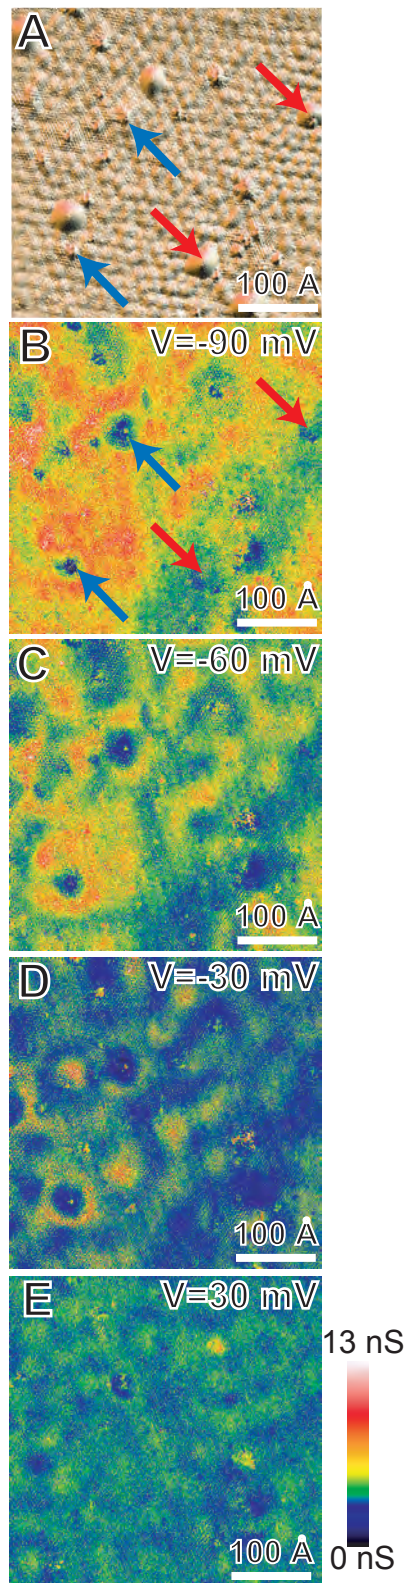 A
100 Å
B V=-90 mV
100 Å
C V=-60 mV
100 Å
D V=-30 mV
100 Å
E V=30 mV
13 nS
0 nS
100 Å